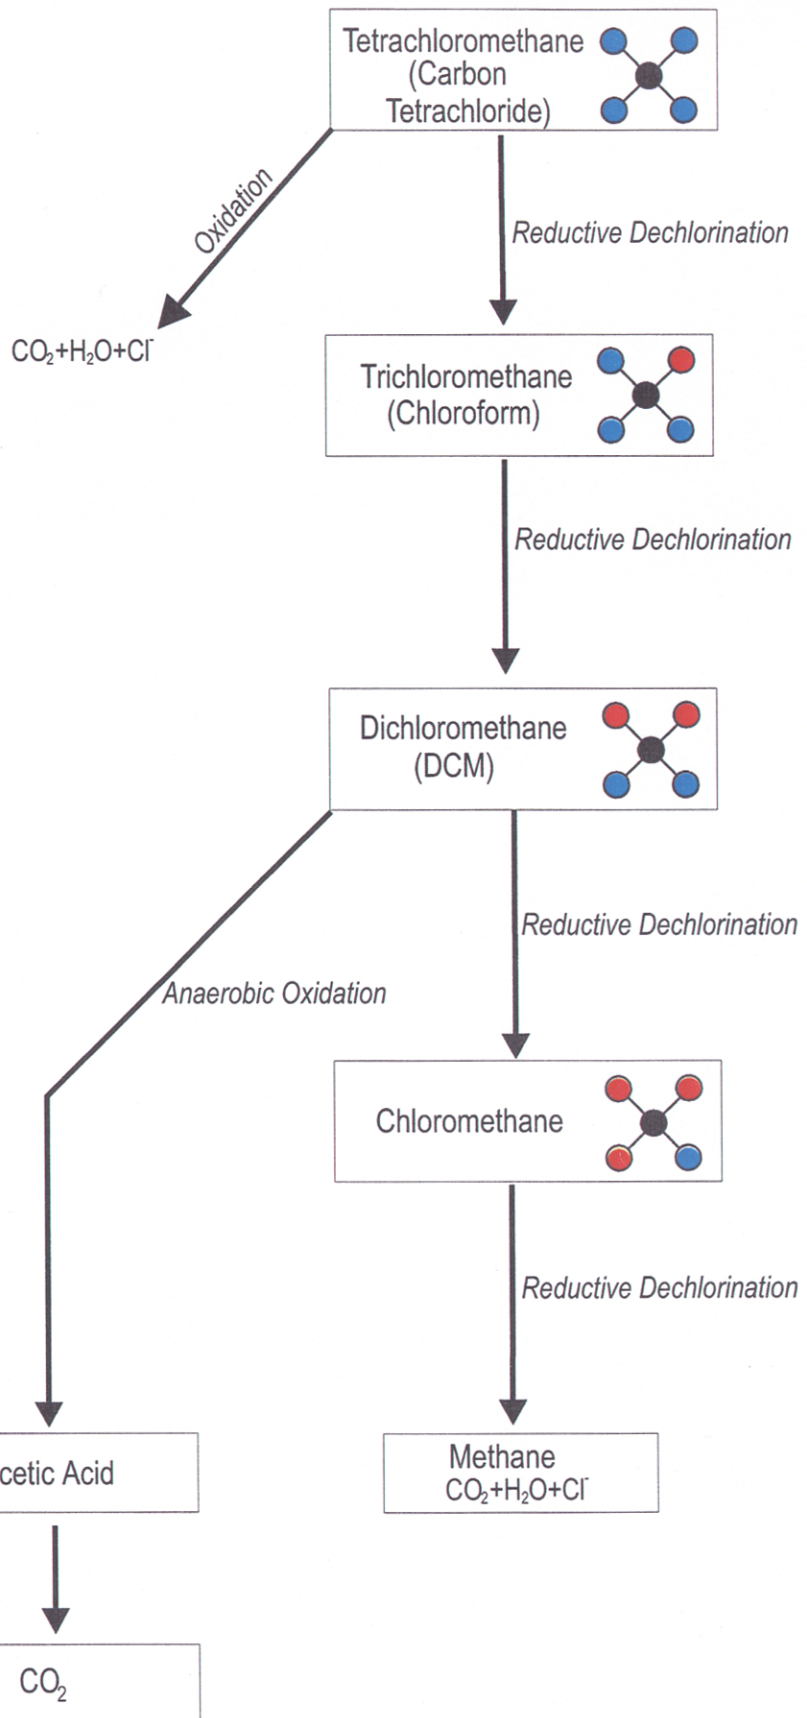 Tetrachloromethane
(Carbon
Tetrachloride)
Oxidation
Reductive Dechlorination
CO₂+H₂O+Cl⁻
Trichloromethane
(Chloroform)
Reductive Dechlorination
Dichloromethane
(DCM)
Reductive Dechlorination
Anaerobic Oxidation
Chloromethane
Reductive Dechlorination
cetic Acid
Methane
CO₂+H₂O+Cl⁻
CO₂